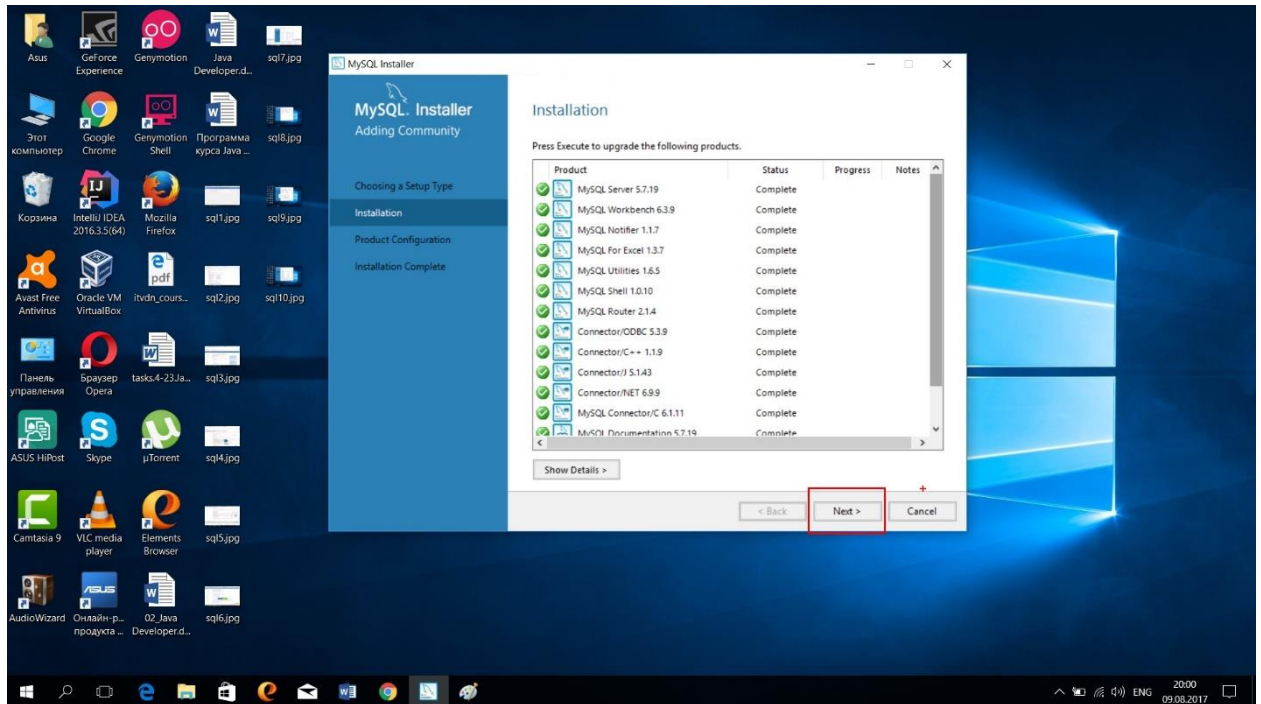 Asus
GeForce
Experience
Genymotion
Java
Developer.d...
sql7.jpg
Этот
компьютер
Google
Chrome
Genymotion
Shell
Программа
курса Java ...
sql8.jpg
Корзина
IntelliJ IDEA
2016.3.5(64)
Mozilla
Firefox
sql1.jpg
sql9.jpg
Avast Free
Antivirus
Oracle VM
VirtualBox
pdf
itvdn_cours...
sql2.jpg
sql10.jpg
Панель
управления
Браузер
Opera
tasks.4-23.Ja...
sql3.jpg
ASUS HiPost
Skype
µTorrent
sql4.jpg
Camtasia 9
VLC media
player
Elements
Browser
sql5.jpg
AudioWizard
Онлайн-р...
продукта ...
02_Java
Developer.d...
sql6.jpg
MySQL Installer
MySQL. Installer
Adding Community
Choosing a Setup Type
Installation
Product Configuration
Installation Complete
Installation
Press Execute to upgrade the following products.
Product Status Progress Notes
MySQL Server 5.7.19 Complete
MySQL Workbench 6.3.9 Complete
MySQL Notifier 1.1.7 Complete
MySQL For Excel 1.3.7 Complete
MySQL Utilities 1.6.5 Complete
MySQL Shell 1.0.10 Complete
MySQL Router 2.1.4 Complete
Connector/ODBC 5.3.9 Complete
Connector/C++ 1.1.9 Complete
Connector/J 5.1.43 Complete
Connector/NET 6.9.9 Complete
MySQL Connector/C 6.1.11 Complete
MySQL Documentation 5.7.19 Complete
Show Details >
< Back Next > Cancel
ENG
20:00
09.08.2017